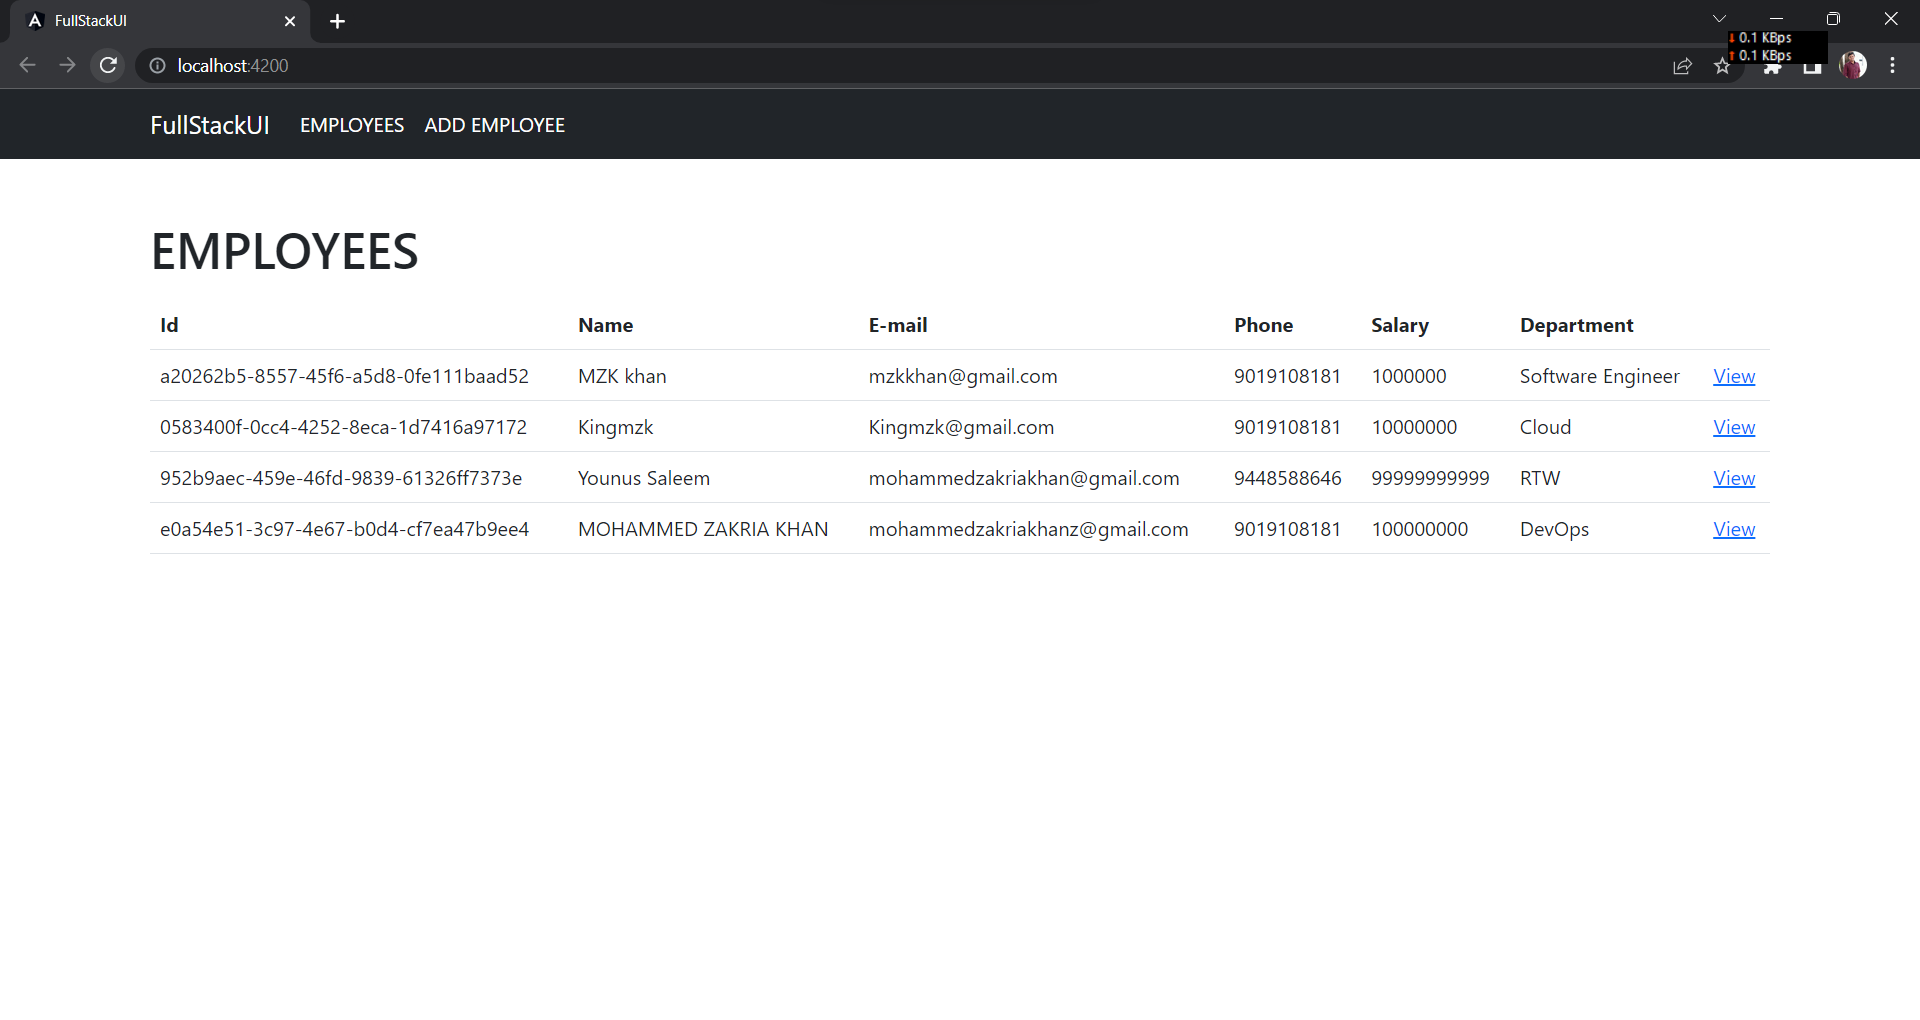 FullStackUI
0.1 KBps
localhost:4200
0.1 KBps
FullStackUI EMPLOYEES ADD EMPLOYEE
EMPLOYEES
Id Name E-mail Phone Salary Department
a20262b5-8557-45f6-a5d8-0fe111baad52 MZK khan mzkkhan@gmail.com 9019108181 1000000 Software Engineer View
0583400f-0cc4-4252-8eca-1d7416a97172 Kingmzk Kingmzk@gmail.com 9019108181 10000000 Cloud View
952b9aec-459e-46fd-9839-61326ff7373e Younus Saleem mohammedzakriakhan@gmail.com 9448588646 99999999999 RTW View
e0a54e51-3c97-4e67-b0d4-cf7ea47b9ee4 MOHAMMED ZAKRIA KHAN mohammedzakriakhanz@gmail.com 9019108181 100000000 DevOps View